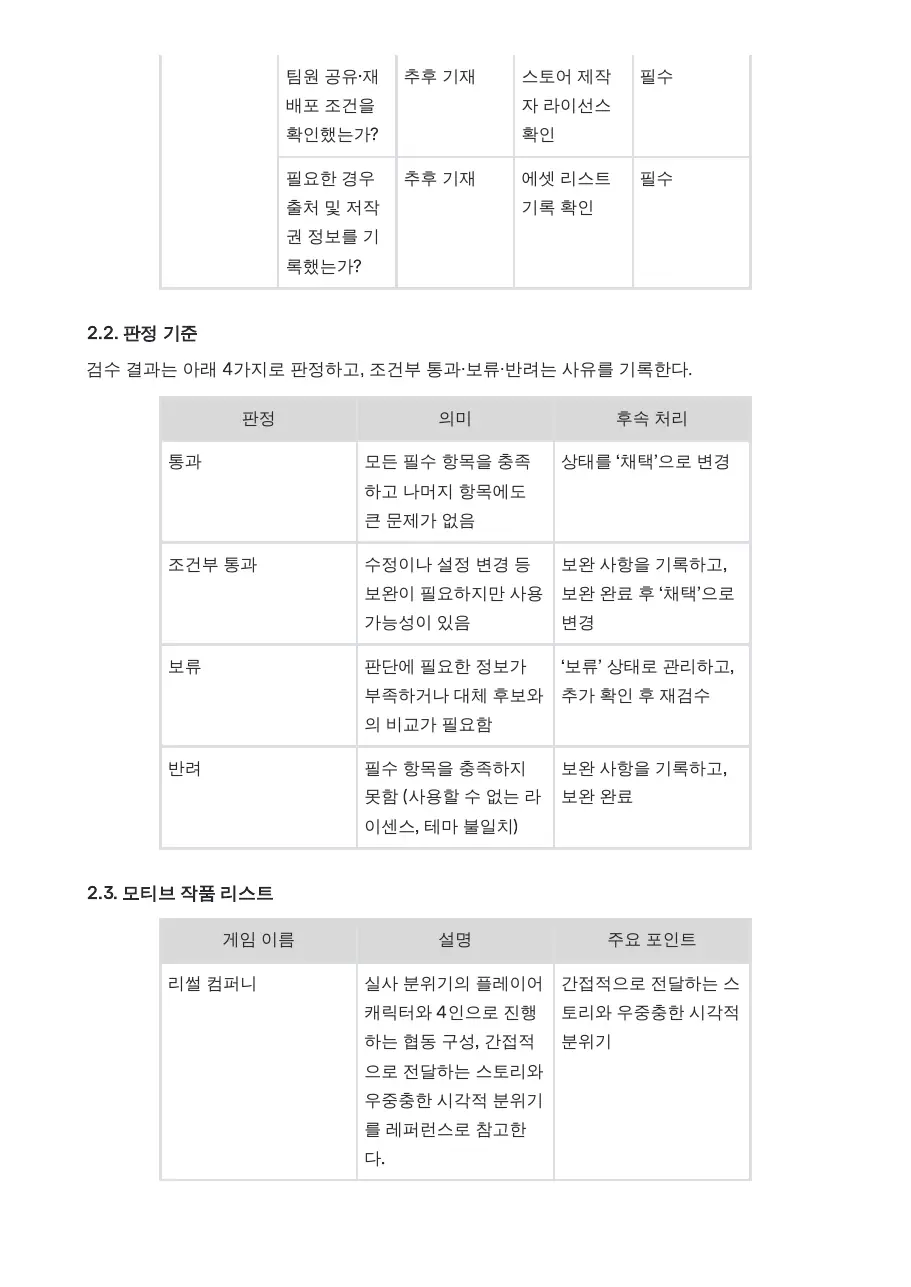 팀원 공유·재
배포 조건을
확인했는가?
추후 기재
스토어 제작
자 라이선스
확인
필수
필요한 경우
출처 및 저작
권 정보를 기
록했는가?
추후 기재
에셋 리스트
기록 확인
필수
2.2. 판정 기준
검수 결과는 아래 4가지로 판정하고, 조건부 통과·보류·반려는 사유를 기록한다.
판정
의미
후속 처리
통과
모든 필수 항목을 충족
하고 나머지 항목에도
큰 문제가 없음
상태를 ‘채택’으로 변경
조건부 통과
수정이나 설정 변경 등
보완이 필요하지만 사용
가능성이 있음
보완 사항을 기록하고,
보완 완료 후 ‘채택’으로
변경
보류
판단에 필요한 정보가
부족하거나 대체 후보와
의 비교가 필요함
‘보류’ 상태로 관리하고,
추가 확인 후 재검수
반려
필수 항목을 충족하지
못함 (사용할 수 없는 라
이센스, 테마 불일치)
보완 사항을 기록하고,
보완 완료
2.3. 모티브 작품 리스트
게임 이름
설명
주요 포인트
리썰 컴퍼니
실사 분위기의 플레이어
캐릭터와 4인으로 진행
하는 협동 구성, 간접적
으로 전달하는 스토리와
우중충한 시각적 분위기
를 레퍼런스로 참고한
다.
간접적으로 전달하는 스
토리와 우중충한 시각적
분위기